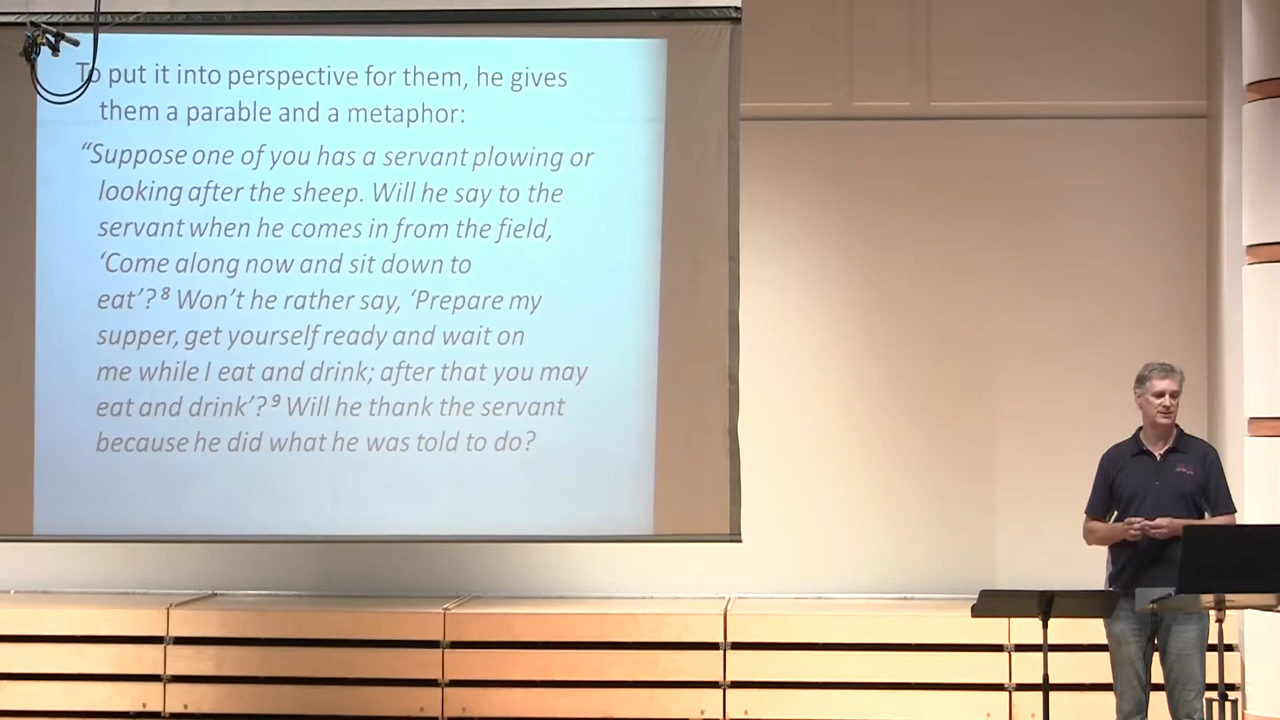 To put it into perspective for them, he gives
them a parable and a metaphor:
“Suppose one of you has a servant plowing or
looking after the sheep. Will he say to the
servant when he comes in from the field,
‘Come along now and sit down to
eat’? ⁸ Won’t he rather say, ‘Prepare my
supper, get yourself ready and wait on
me while I eat and drink; after that you may
eat and drink’? ⁹ Will he thank the servant
because he did what he was told to do?